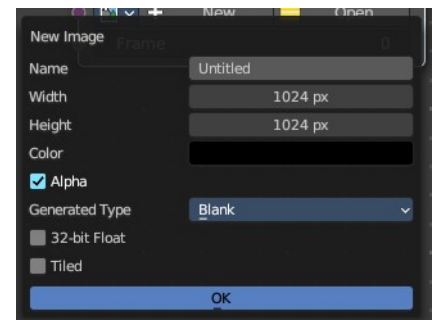 New
Open
New Image
Frame
0
Name
Untitled
Width
1024 px
Height
1024 px
Color
Alpha
Generated Type
Blank
32-bit Float
Tiled
OK